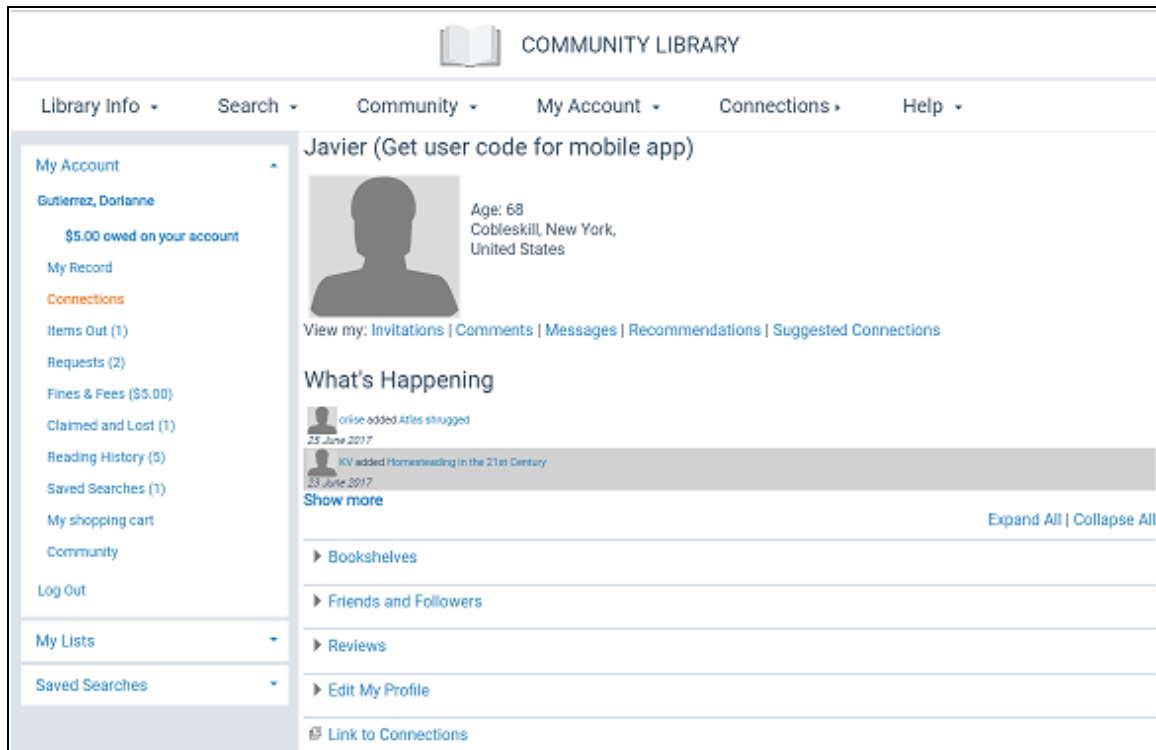 COMMUNITY LIBRARY
Library Info
Search
Community
My Account
Connections
Help
My Account
Gutierrez, Dorianne
$5.00 owed on your account
My Record
Connections
Items Out (1)
Requests (2)
Fines & Fees ($5.00)
Claimed and Lost (1)
Reading History (5)
Saved Searches (1)
My shopping cart
Community
Log Out
My Lists
Saved Searches
Javier (Get user code for mobile app)
Age: 68
Cobleskill, New York,
United States
View my: Invitations | Comments | Messages | Recommendations | Suggested Connections
What's Happening
criise added Atlas shrugged
25 June 2017
KV added Homesteading in the 21st Century
23 June 2017
Show more
Expand All | Collapse All
Bookshelves
Friends and Followers
Reviews
Edit My Profile
Link to Connections